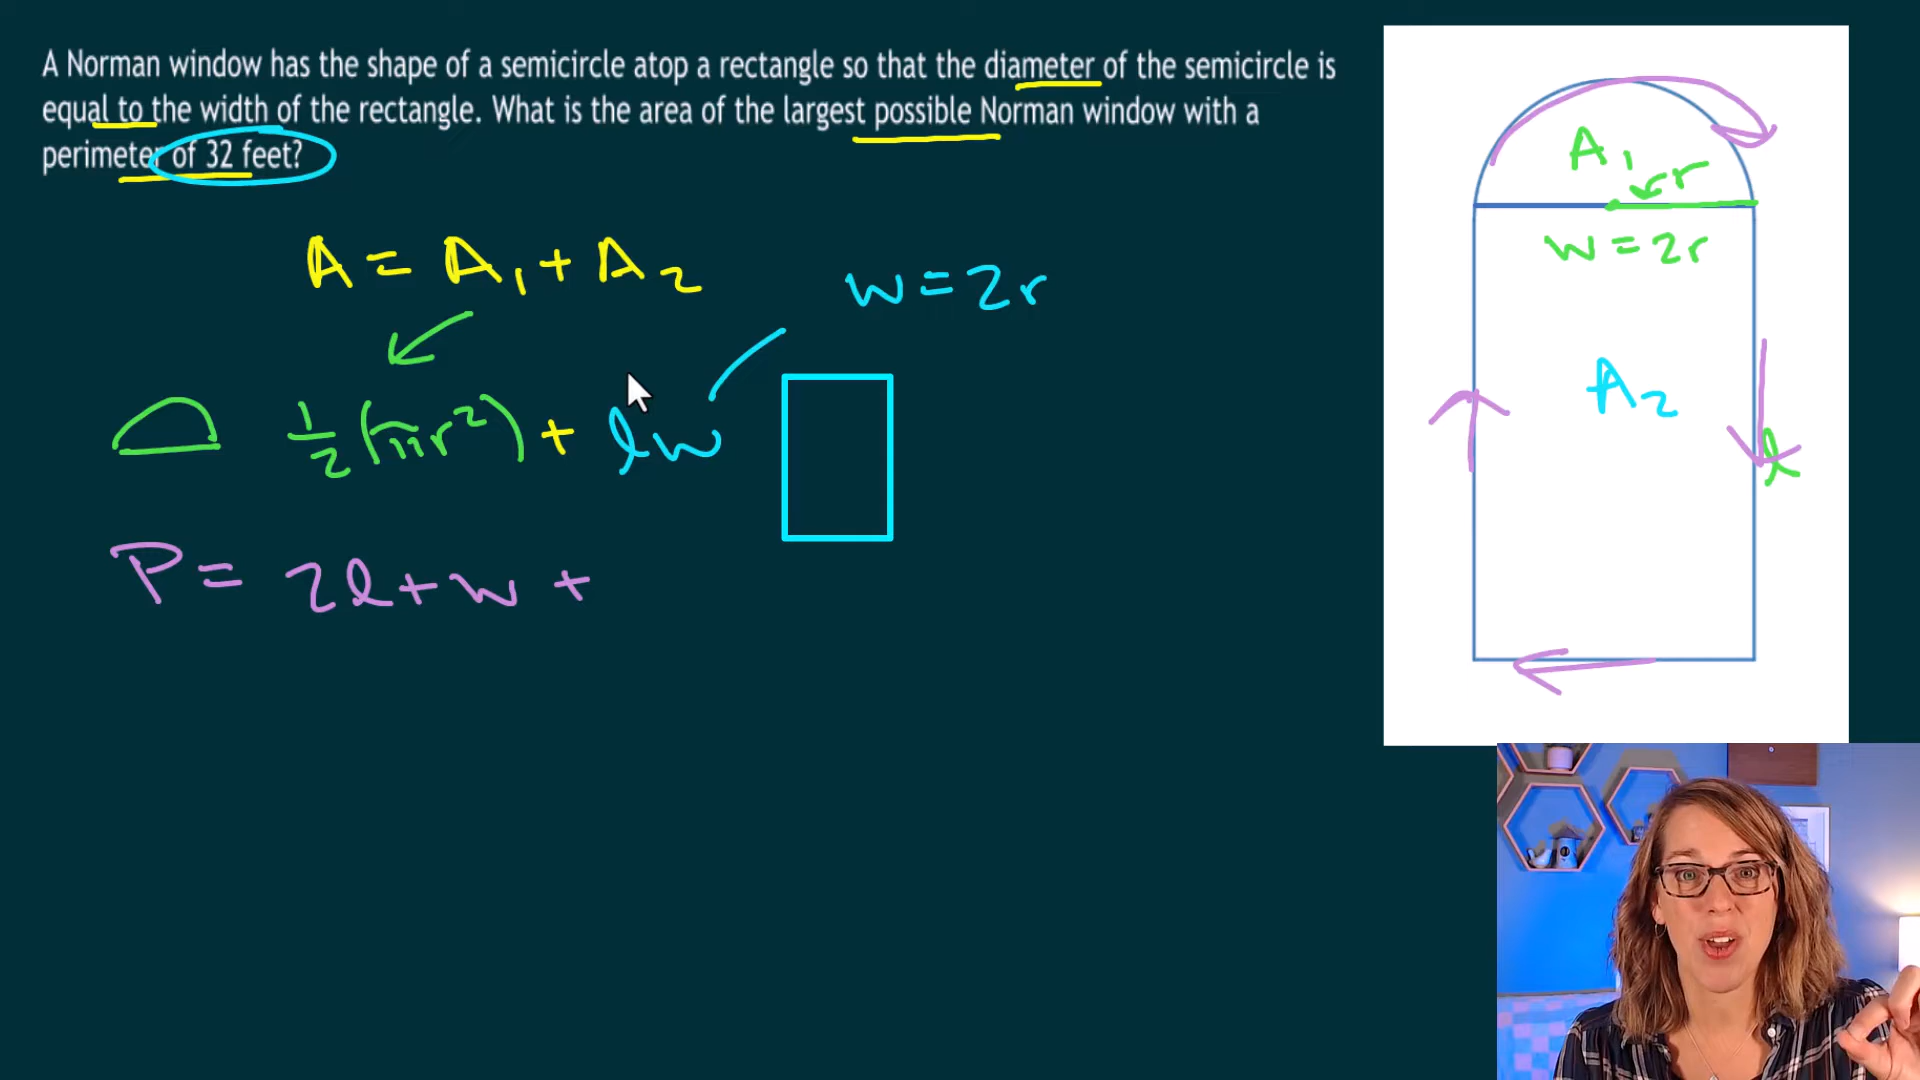 A Norman window has the shape of a semicircle atop a rectangle so that the diameter of the semicircle is
equal to the width of the rectangle. What is the area of the largest possible Norman window with a
perimeter of 32 feet?
A = A₁ + A₂
w = 2r
1/2 (πr²) + lw
P = 2l + w +
A₁
r
w = 2r
A₂
l